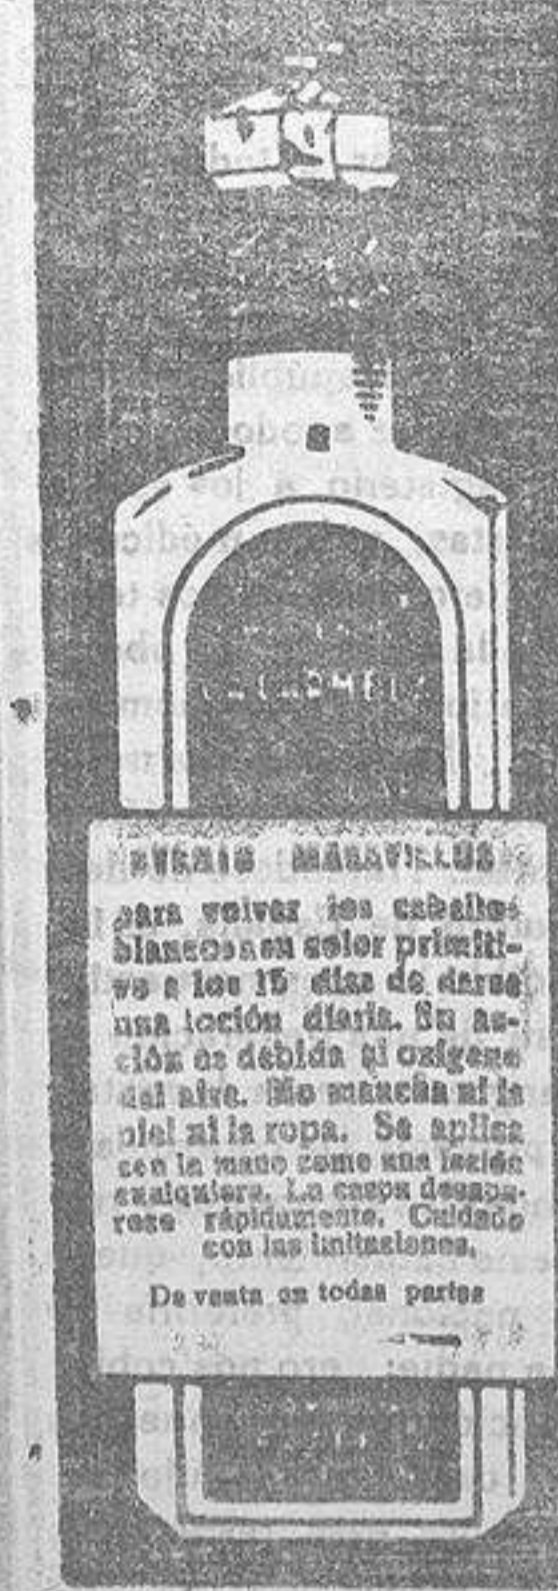 INVENTO MARAVILLOSO
para volver los cabellos
blancos a su color primiti-
vo a los 15 días de darse
una loción diaria. Su ac-
ción es debida al oxígeno
del aire. No mancha ni la
piel ni la ropa. Se aplica
con la mano como una loción
cualquiera. La caspa desapa-
rece rápidamente. Cuidado
con las imitaciones.
De venta en todas partes